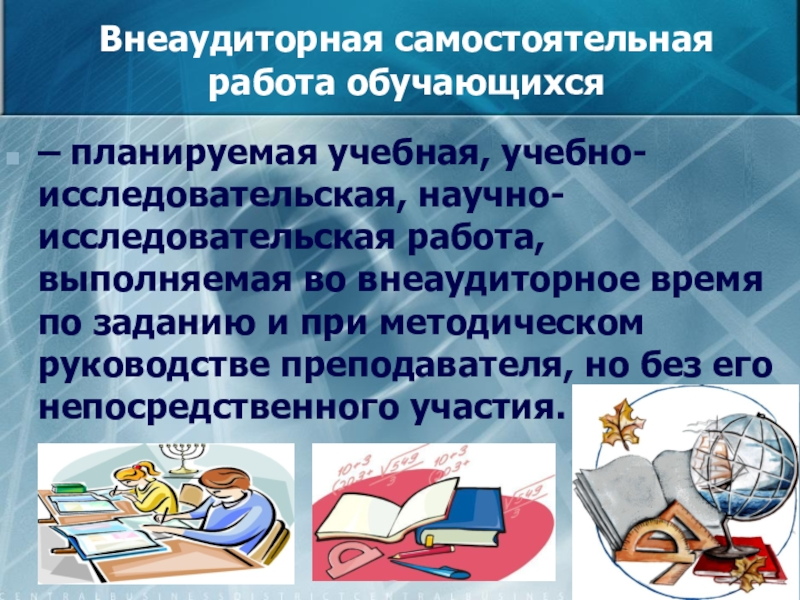 Внеаудиторная самостоятельная
работа обучающихся
– планируемая учебная, учебно-
исследовательская, научно-
исследовательская работа,
выполняемая во внеаудиторное время
по заданию и при методическом
руководстве преподавателя, но без его
непосредственного участия.